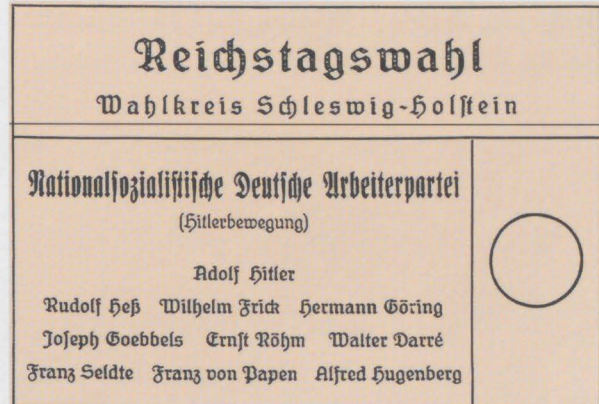 Reichstagswahl
Wahlkreis Schleswig-Holstein
Nationalsozialistische Deutsche Arbeiterpartei
(Hitlerbewegung)
Adolf Hitler
Rudolf Heß Wilhelm Frick Hermann Göring
Joseph Goebbels Ernst Röhm Walter Darré
Franz Seldte Franz von Papen Alfred Hugenberg